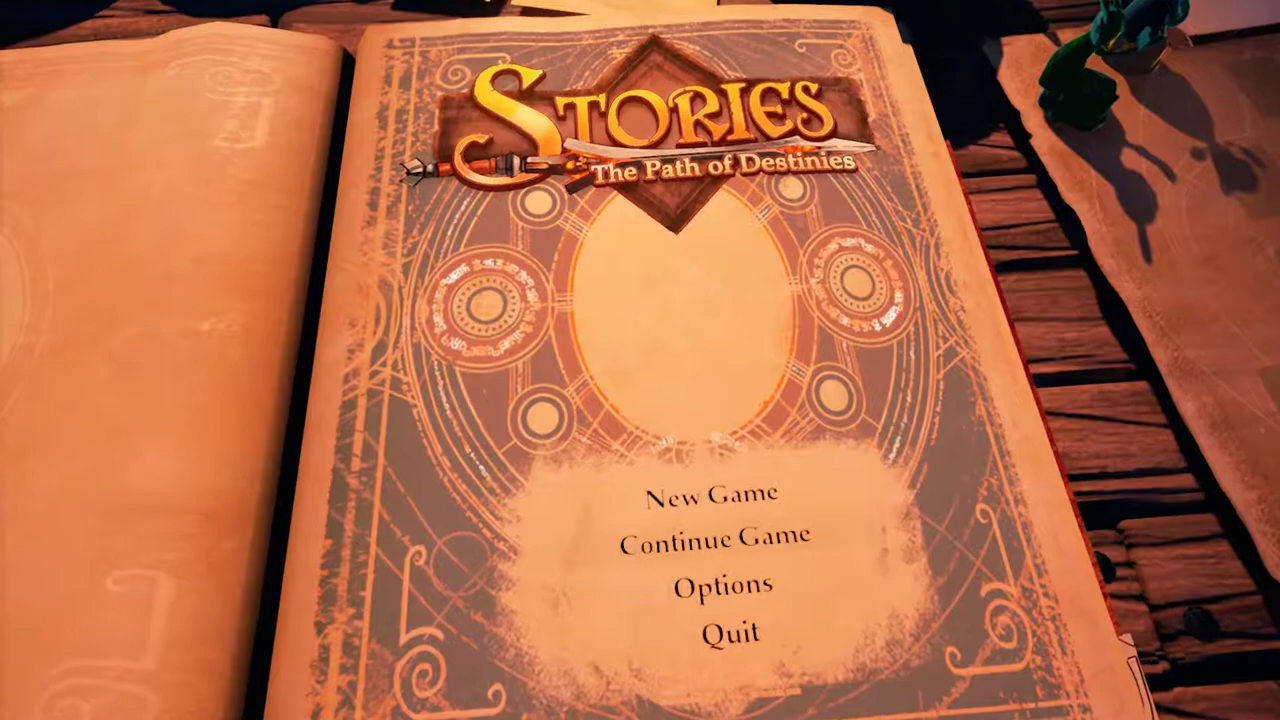 STORIES
The Path of Destinies
New Game
Continue Game
Options
Quit